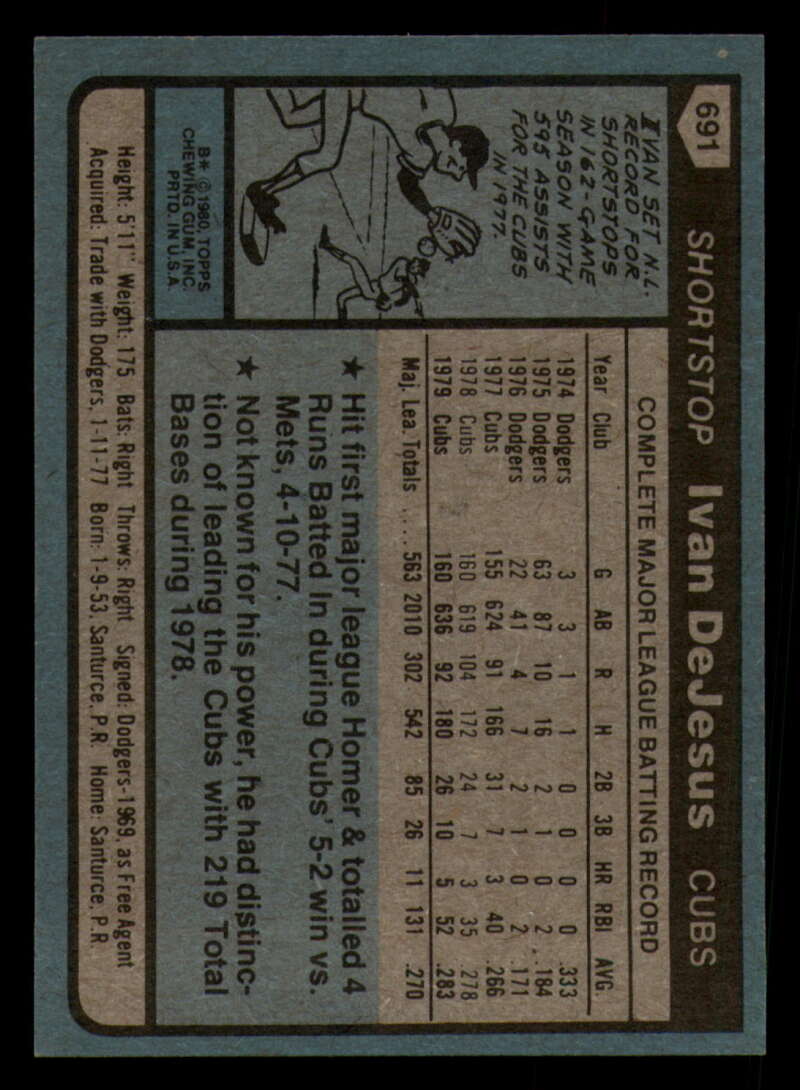 691
SHORTSTOP Ivan DeJesus CUBS
IVAN SET N.L.
RECORD FOR
SHORTSTOPS
IN 162-GAME
SEASON WITH
595 ASSISTS
FOR THE CUBS
IN 1977.
B* © 1980, TOPPS
CHEWING GUM, INC.
PRTD. IN U.S.A.
COMPLETE MAJOR LEAGUE BATTING RECORD
Year Club G AB R H 2B 3B HR RBI AVG.
1974 Dodgers 3 3 1 1 0 0 0 0 .333
1975 Dodgers 63 87 10 16 2 1 0 2 .184
1976 Dodgers 22 41 4 7 2 1 0 2 .171
1977 Cubs 155 624 91 166 31 7 3 40 .266
1978 Cubs 160 619 104 172 24 7 3 35 .278
1979 Cubs 160 636 92 180 26 10 5 52 .283
Maj. Lea. Totals .... 563 2010 302 542 85 26 11 131 .270
★ Hit first major league Homer & totalled 4
Runs Batted In during Cubs' 5-2 win vs.
Mets, 4-10-77.
★ Not known for his power, he had distinc-
tion of leading the Cubs with 219 Total
Bases during 1978.
Height: 5'11" Weight: 175 Bats: Right Throws: Right Signed: Dodgers-1969, as Free Agent
Acquired: Trade with Dodgers, 1-11-77 Born: 1-9-53, Santurce, P.R. Home: Santurce, P.R.